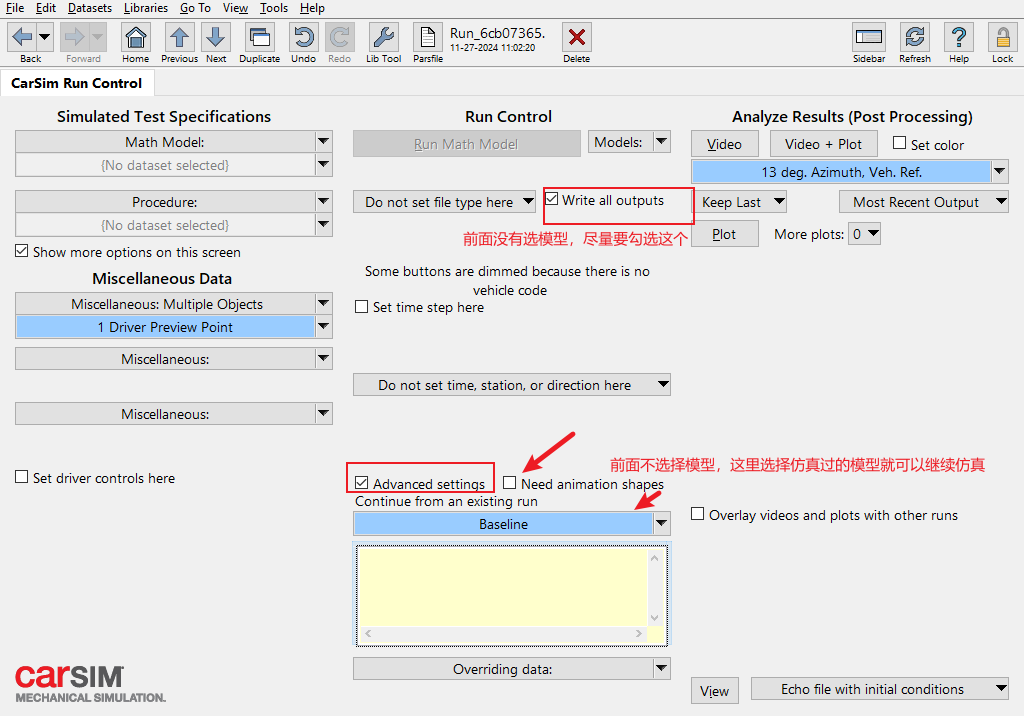 File Edit Datasets Libraries Go To View Tools Help
Back Forward Home Previous Next Duplicate Undo Redo Lib Tool Parsfile
Run_6cb07365.
11-27-2024 11:02:20
Delete Sidebar Refresh Help Lock
CarSim Run Control
Simulated Test Specifications
Math Model:
{No dataset selected}
Procedure:
{No dataset selected}
Show more options on this screen
Miscellaneous Data
Miscellaneous: Multiple Objects
1 Driver Preview Point
Miscellaneous:
Miscellaneous:
Set driver controls here
carSIM
MECHANICAL SIMULATION.
Run Control
Run Math Model
Models:
Do not set file type here
Write all outputs
前面没有选模型，尽量要勾选这个
Some buttons are dimmed because there is no
vehicle code
Set time step here
Do not set time, station, or direction here
Advanced settings
Need animation shapes
Continue from an existing run
Baseline
Overriding data:
Analyze Results (Post Processing)
Video
Video + Plot
Set color
13 deg. Azimuth, Veh. Ref.
Keep Last
Most Recent Output
Plot
More plots: 0
前面不选择模型，这里选择仿真过的模型就可以继续仿真
Overlay videos and plots with other runs
View
Echo file with initial conditions